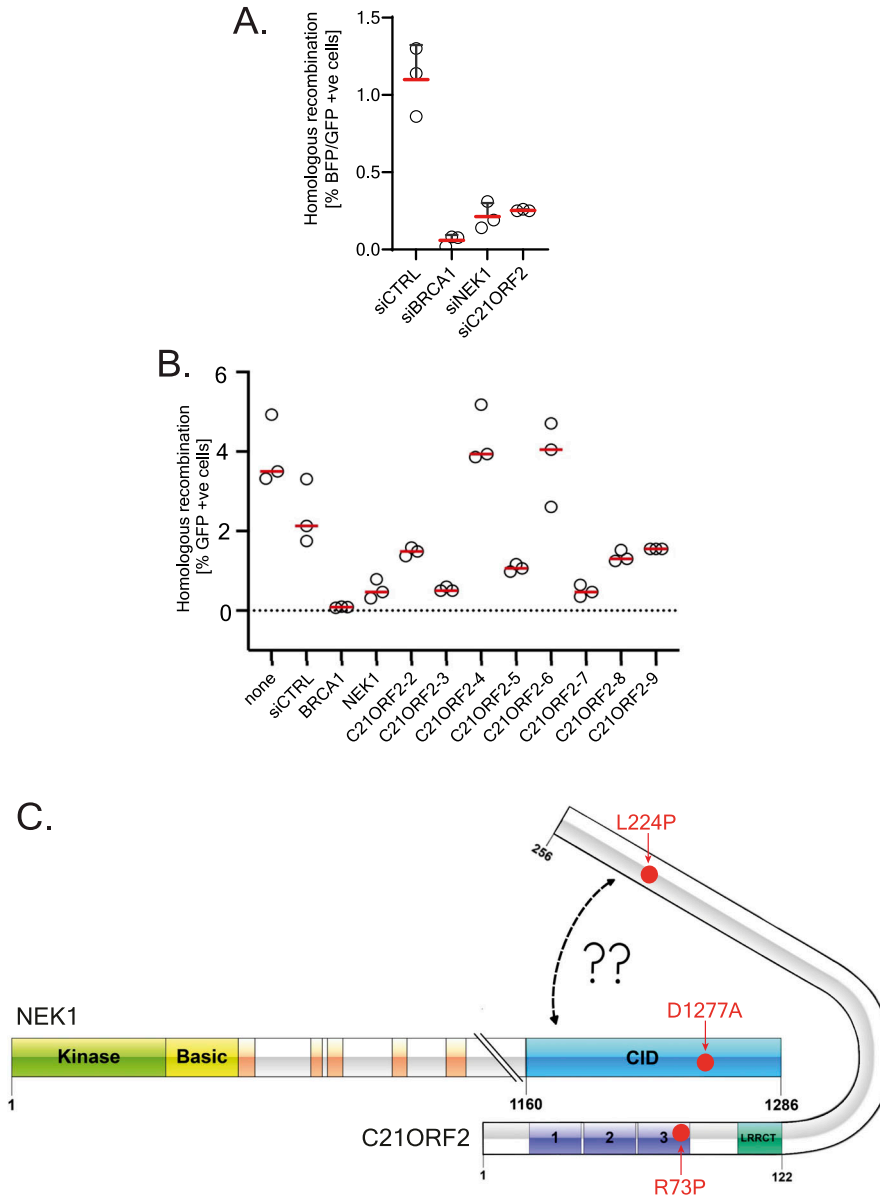 A.
Homologous recombination
[% BFP/GFP +ve cells]
1.5
1.0
0.5
0.0
siCTRL
siBRCA1
siNEK1
siC21ORF2
B.
Homologous recombination
[% GFP +ve cells]
6
4
2
0
none
siCTRL
BRCA1
NEK1
C21ORF2-2
C21ORF2-3
C21ORF2-4
C21ORF2-5
C21ORF2-6
C21ORF2-7
C21ORF2-8
C21ORF2-9
C.
L224P
256
??
NEK1
D1277A
Kinase
Basic
CID
1
1160
1286
C21ORF2
1
2
3
LRRCT
1
122
R73P